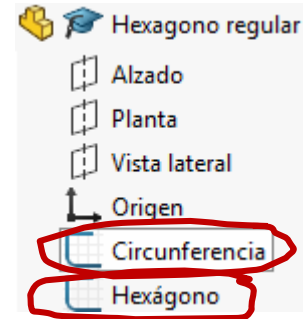 Hexagono regular
Alzado
Planta
Vista lateral
Origen
Circunferencia
Hexágono